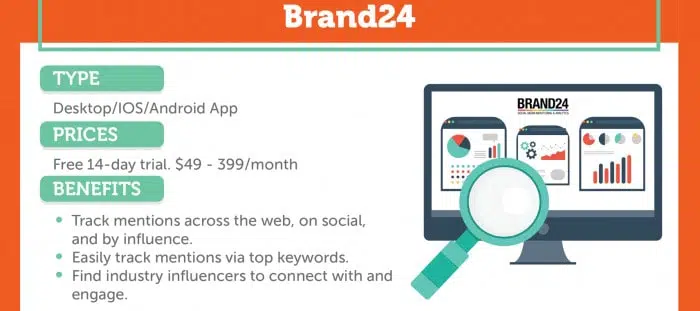 Brand24
TYPE
Desktop/IOS/Android App
PRICES
Free 14-day trial. $49 - 399/month
BENEFITS
Track mentions across the web, on social,
and by influence.
Easily track mentions via top keywords.
Find industry influencers to connect with and
engage.
BRAND24
SOCIAL MEDIA MONITORING & ANALYTICS